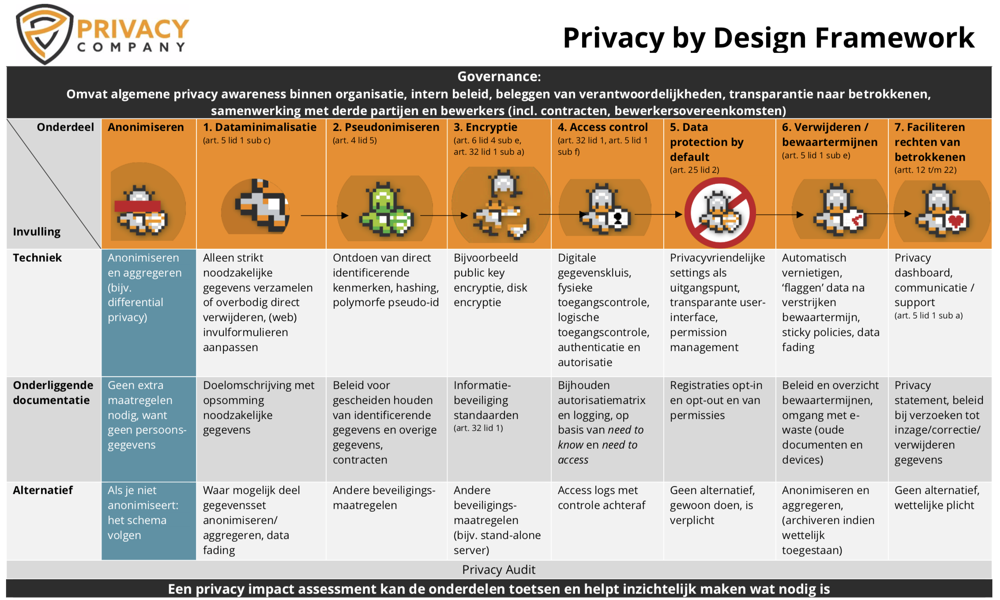 PRIVACY
COMPANY
Privacy by Design Framework
Governance:
Omvat algemene privacy awareness binnen organisatie, intern beleid, beleggen van verantwoordelijkheden, transparantie naar betrokkenen,
samenwerking met derde partijen en bewerkers (incl. contracten, bewerkersovereenkomsten)
Onderdeel
Invulling
Anonimiseren
1. Dataminimalisatie
(art. 5 lid 1 sub c)
2. Pseudonimiseren
(art. 4 lid 5)
3. Encryptie
(art. 6 lid 4 sub e,
art. 32 lid 1 sub a)
4. Access control
(art. 32 lid 1, art. 5 lid 1
sub f)
5. Data
protection by
default
(art. 25 lid 2)
6. Verwijderen /
bewaartermijnen
(art. 5 lid 1 sub e)
7. Faciliteren
rechten van
betrokkenen
(artt. 12 t/m 22)
Techniek
Anonimiseren
en aggregeren
(bijv.
differential
privacy)
Alleen strikt
noodzakelijke
gegevens verzamelen
of overbodig direct
verwijderen, (web)
invulformulieren
aanpassen
Ontdoen van direct
identificerende
kenmerken, hashing,
polymorfe pseudo-id
Bijvoorbeeld
public key
encryptie, disk
encryptie
Digitale
gegevenskluis,
fysieke
toegangscontrole,
logische
toegangscontrole,
authenticatie en
autorisatie
Privacyvriendelijke
settings als
uitgangspunt,
transparante user-
interface,
permission
management
Automatisch
vernietigen,
‘flaggen’ data na
verstrijken
bewaartermijn,
sticky policies, data
fading
Privacy
dashboard,
communicatie /
support
(art. 5 lid 1 sub a)
Onderliggende
documentatie
Geen extra
maatregelen
nodig, want
geen persoons-
gegevens
Doelomschrijving met
opsomming
noodzakelijke
gegevens
Beleid voor
gescheiden houden
van identificerende
gegevens en overige
gegevens,
contracten
Informatie-
beveiliging
standaarden
(art. 32 lid 1)
Bijhouden
autorisatiematrix
en logging, op
basis van need to
know en need to
access
Registraties opt-in
en opt-out en van
permissies
Beleid en overzicht
bewaartermijnen,
omgang met e-
waste (oude
documenten en
devices)
Privacy
statement, beleid
bij verzoeken tot
inzage/correctie/
verwijderen
gegevens
Alternatief
Als je niet
anonimiseert:
het schema
volgen
Waar mogelijk deel
gegevensset
anonimiseren/
aggregeren, data
fading
Andere beveiligings-
maatregelen
Andere
beveiligings-
maatregelen
(bijv. stand-alone
server)
Access logs met
controle achteraf
Geen alternatief,
gewoon doen, is
verplicht
Anonimiseren en
aggregeren,
(archiveren indien
wettelijk
toegestaan)
Geen alternatief,
wettelijke plicht
Privacy Audit
Een privacy impact assessment kan de onderdelen toetsen en helpt inzichtelijk maken wat nodig is